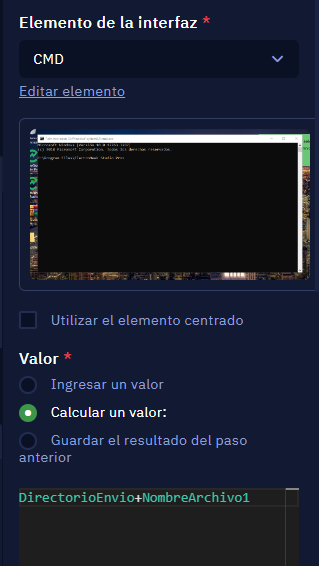 Elemento de la interfaz *
CMD
Editar elemento
Utilizar el elemento centrado
Valor *
Ingresar un valor
Calcular un valor:
Guardar el resultado del paso
anterior
DirectorioEnvio+NombreArchivo1